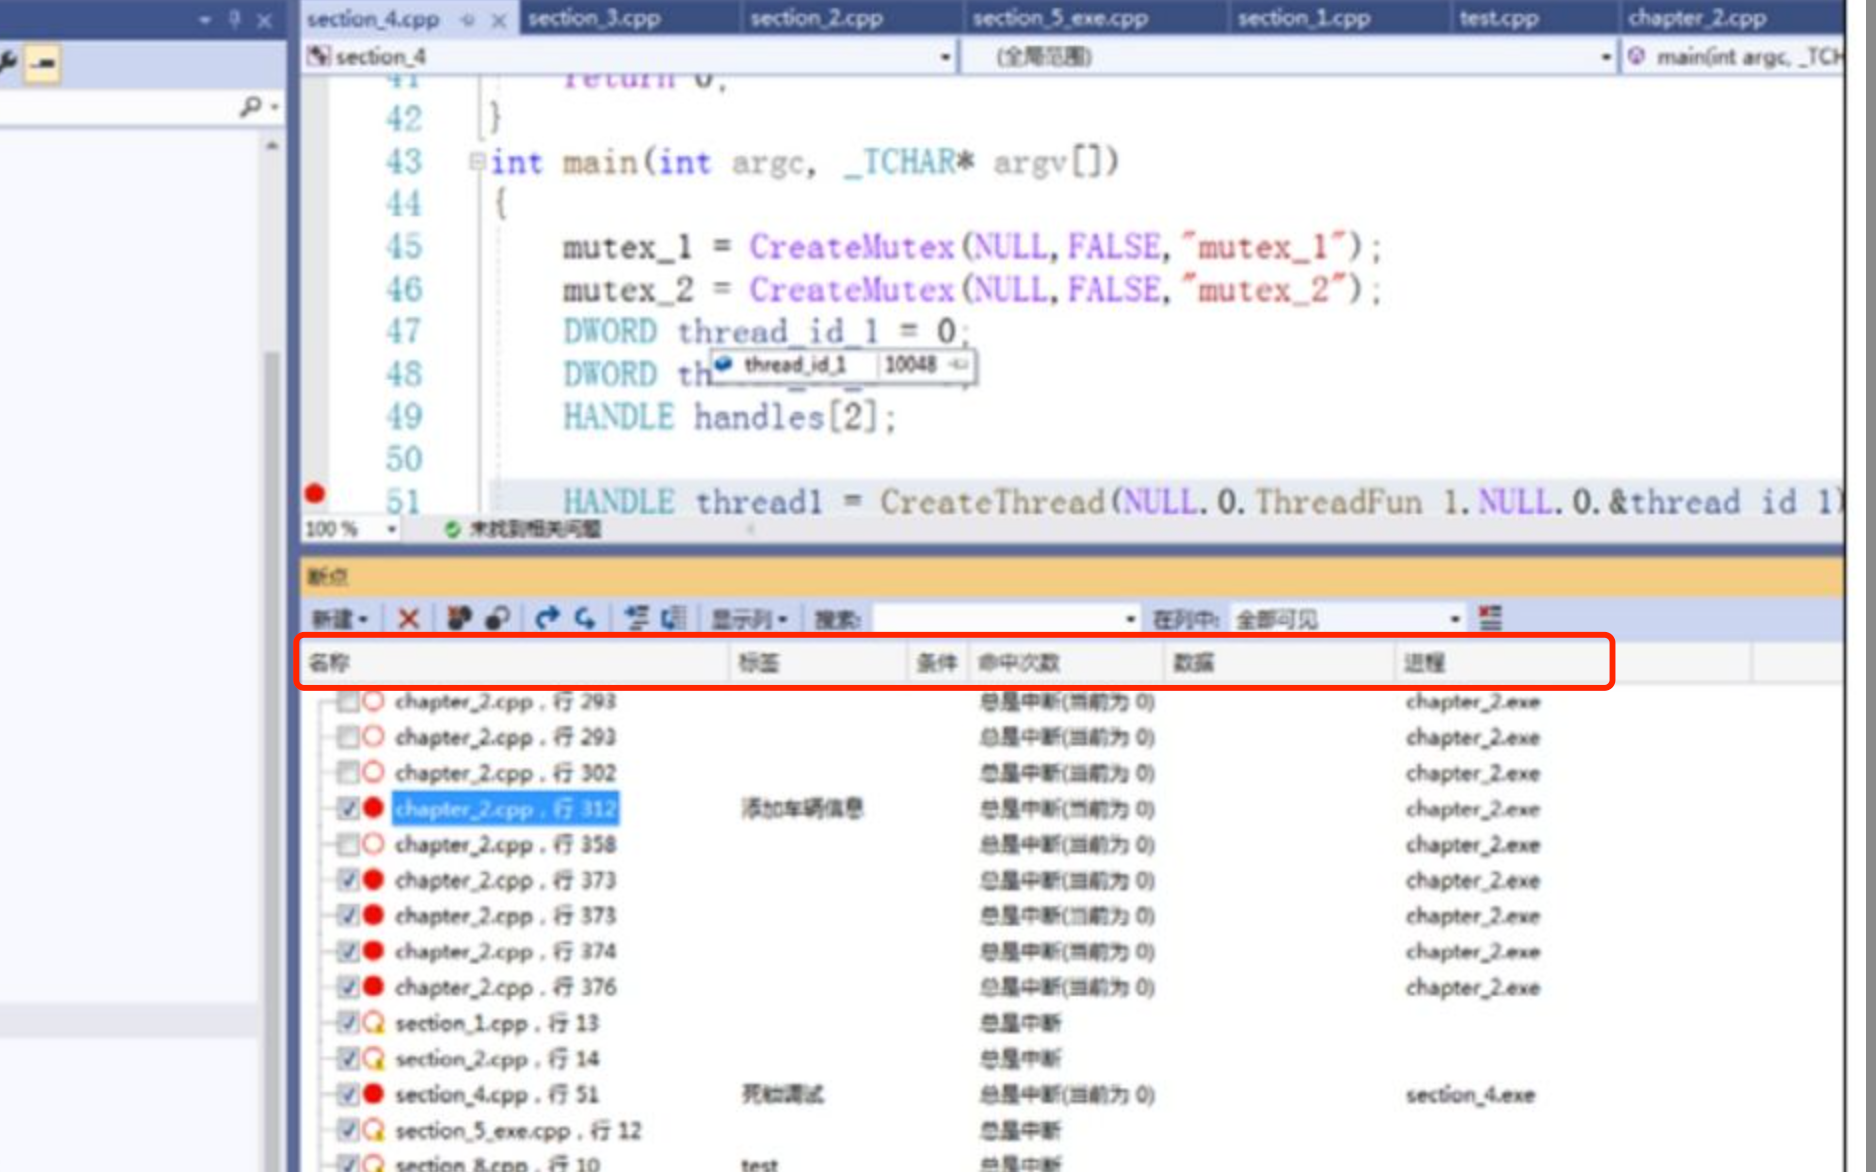 section_4.cpp section_3.cpp section_2.cpp section_5_exe.cpp section_1.cpp test.cpp chapter_2.cpp
section_4 (全局范围) main(int argc, _TCH
41 return 0;
42 }
43 int main(int argc, _TCHAR* argv[])
44 {
45 mutex_1 = CreateMutex(NULL,FALSE,"mutex_1");
46 mutex_2 = CreateMutex(NULL,FALSE,"mutex_2");
47 DWORD thread_id_1 = 0;
thread_id_1 10048
48 DWORD th
49 HANDLE handles[2];
50
51 HANDLE thread1 = CreateThread(NULL,0,ThreadFun_1,NULL,0,&thread_id_1)
100 % 未找到相关问题
断点
新建 显示列 搜索: 在列中: 全部可见
名称 标签 条件 命中次数 数据 进程
chapter_2.cpp，行 293 总是中断(当前为 0) chapter_2.exe
chapter_2.cpp，行 293 总是中断(当前为 0) chapter_2.exe
chapter_2.cpp，行 302 总是中断(当前为 0) chapter_2.exe
chapter_2.cpp，行 312 添加车辆信息 总是中断(当前为 0) chapter_2.exe
chapter_2.cpp，行 358 总是中断(当前为 0) chapter_2.exe
chapter_2.cpp，行 373 总是中断(当前为 0) chapter_2.exe
chapter_2.cpp，行 373 总是中断(当前为 0) chapter_2.exe
chapter_2.cpp，行 374 总是中断(当前为 0) chapter_2.exe
chapter_2.cpp，行 376 总是中断(当前为 0) chapter_2.exe
section_1.cpp，行 13 总是中断
section_2.cpp，行 14 总是中断
section_4.cpp，行 51 死锁调试 总是中断(当前为 0) section_4.exe
section_5_exe.cpp，行 12 总是中断
section_8.cpp，行 10 test 总是中断